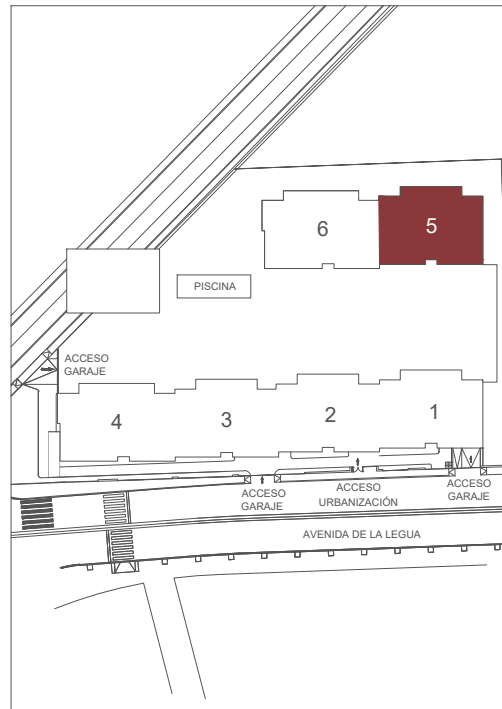 5
6
PISCINA
ACCESO
GARAJE
4
3
2
1
ACCESO
GARAJE
ACCESO
URBANIZACIÓN
ACCESO
GARAJE
AVENIDA DE LA LEGUA